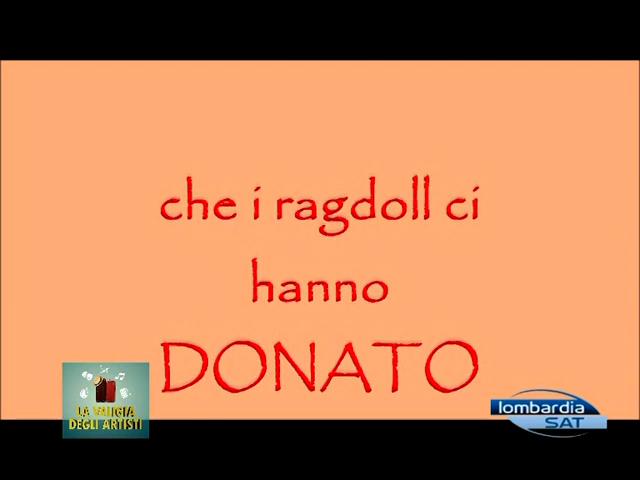 che i ragdoll ci
hanno
DONATO
LA VALIGIA
DEGLI ARTISTI
lombardia
SAT